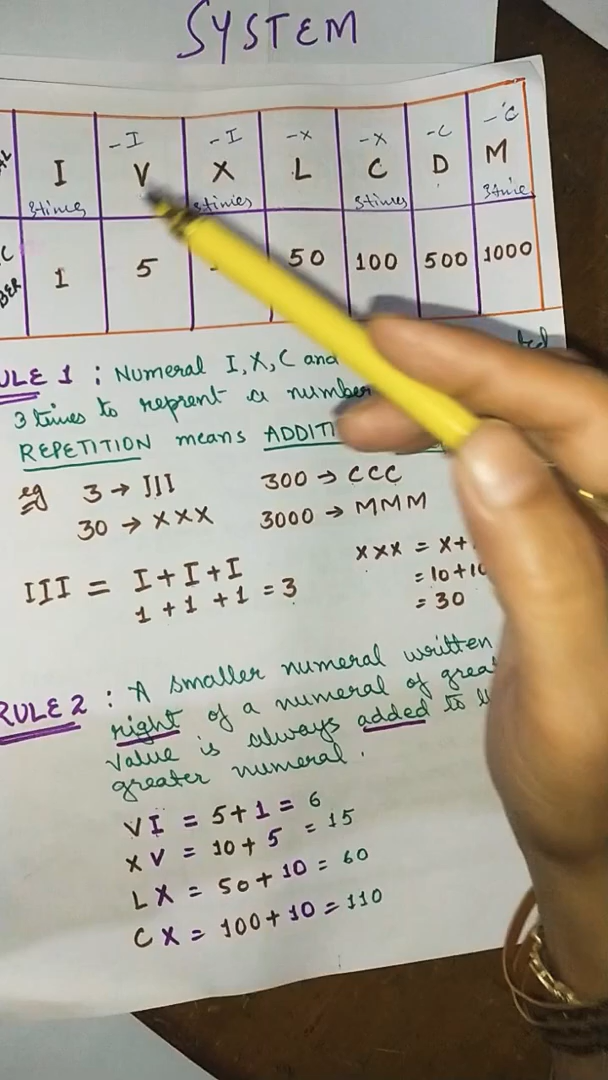 SYSTEM
-I -I -X -X -C -C
I V X L C D M
3times 3times 3times 3time
1 5 50 100 500 1000
RULE 1 : NUMERAL I, X, C and
3 times to reprent a number
REPETITION means ADDITI
eg 3 → III 300 → CCC
30 → XXX 3000 → MMM
III = I + I + I XXX = X+
1 + 1 + 1 = 3 = 10+10
= 30
RULE 2 : A smaller numeral written
right of a numeral of grea
value is always added to
greater numeral.
VI = 5+1 = 6
XV = 10+5 = 15
LX = 50+10 = 60
CX = 100+10 = 110